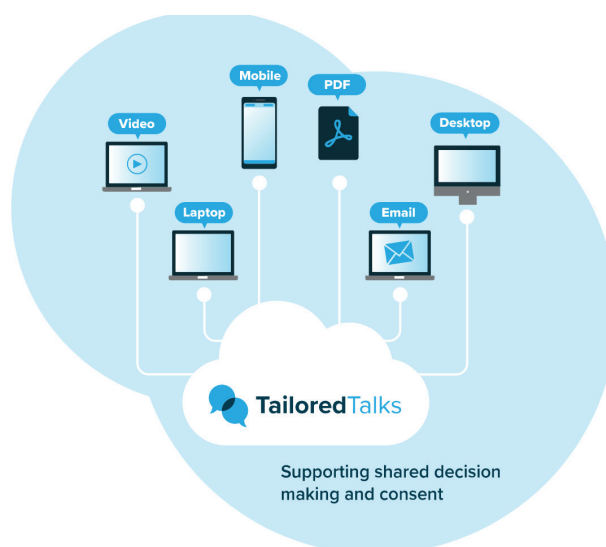 Mobile
PDF
Video
Desktop
Laptop
Email
TailoredTalks
Supporting shared decision
making and consent